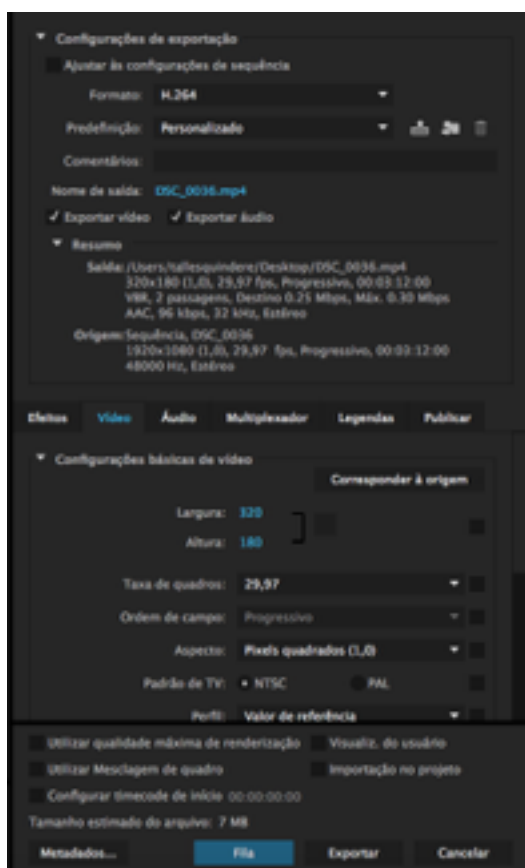 Configurações de exportação
Ajustar às configurações de sequência
Formato: H.264
Predefinição: Personalizado
Comentários:
Nome de saída: DSC_0036.mp4
Exportar vídeo Exportar áudio
Resumo
Saída: /Users/tallesquindere/Desktop/DSC_0036.mp4
320x180 (1,0), 29,97 fps, Progressivo, 00:03:12:00
VBR, 2 passagens, Destino 0.25 Mbps, Máx. 0.30 Mbps
AAC, 96 kbps, 32 kHz, Estéreo
Origem: Sequência, DSC_0036
1920x1080 (1,0), 29,97 fps, Progressivo, 00:03:12:00
48000 Hz, Estéreo
Efeitos Vídeo Áudio Multiplexador Legendas Publicar
Configurações básicas de vídeo
Corresponder à origem
Largura: 320
Altura: 180
Taxa de quadros: 29,97
Ordem de campo: Progressivo
Aspecto: Pixels quadrados (1,0)
Padrão de TV: NTSC PAL
Perfil: Valor de referência
Utilizar qualidade máxima de renderização Visualiz. do usuário
Utilizar Mesclagem de quadro Importação no projeto
Configurar timecode de início 00:00:00:00
Tamanho estimado do arquivo: 7 MB
Metadados... Fila Exportar Cancelar